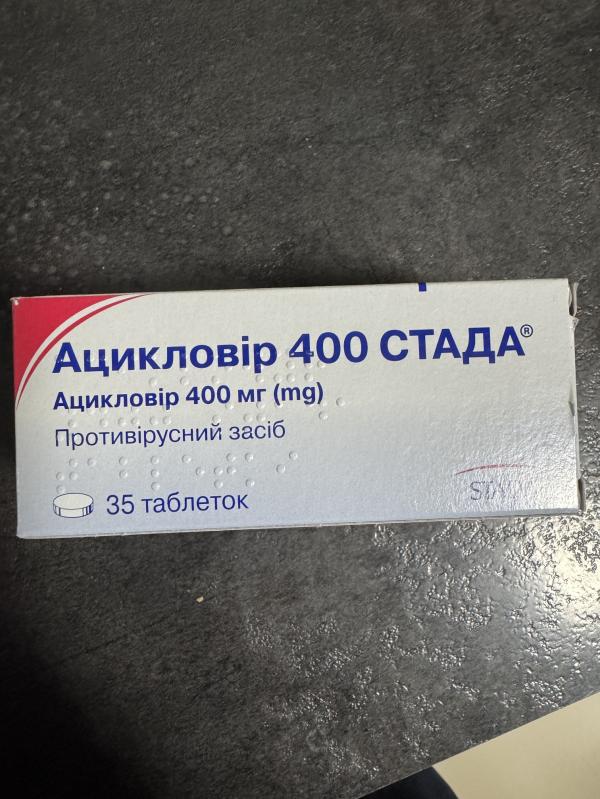 Ацикловір 400 СТАДА®
Ацикловір 400 мг (mg)
Противірусний засіб
35 таблеток